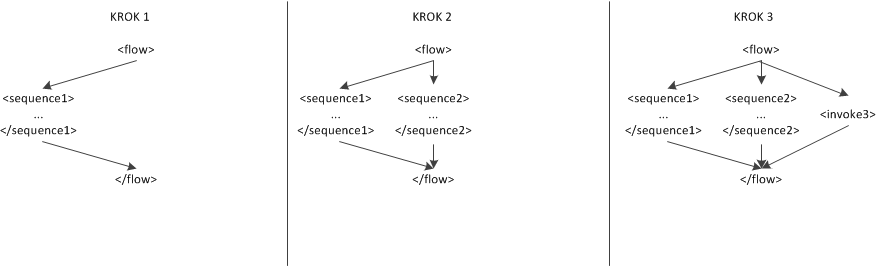 KROK 1
<flow>
<sequence1>
...
</sequence1>
</flow>
KROK 2
<flow>
<sequence1>
...
</sequence1>
<sequence2>
...
</sequence2>
</flow>
KROK 3
<flow>
<sequence1>
...
</sequence1>
<sequence2>
...
</sequence2>
<invoke3>
</flow>